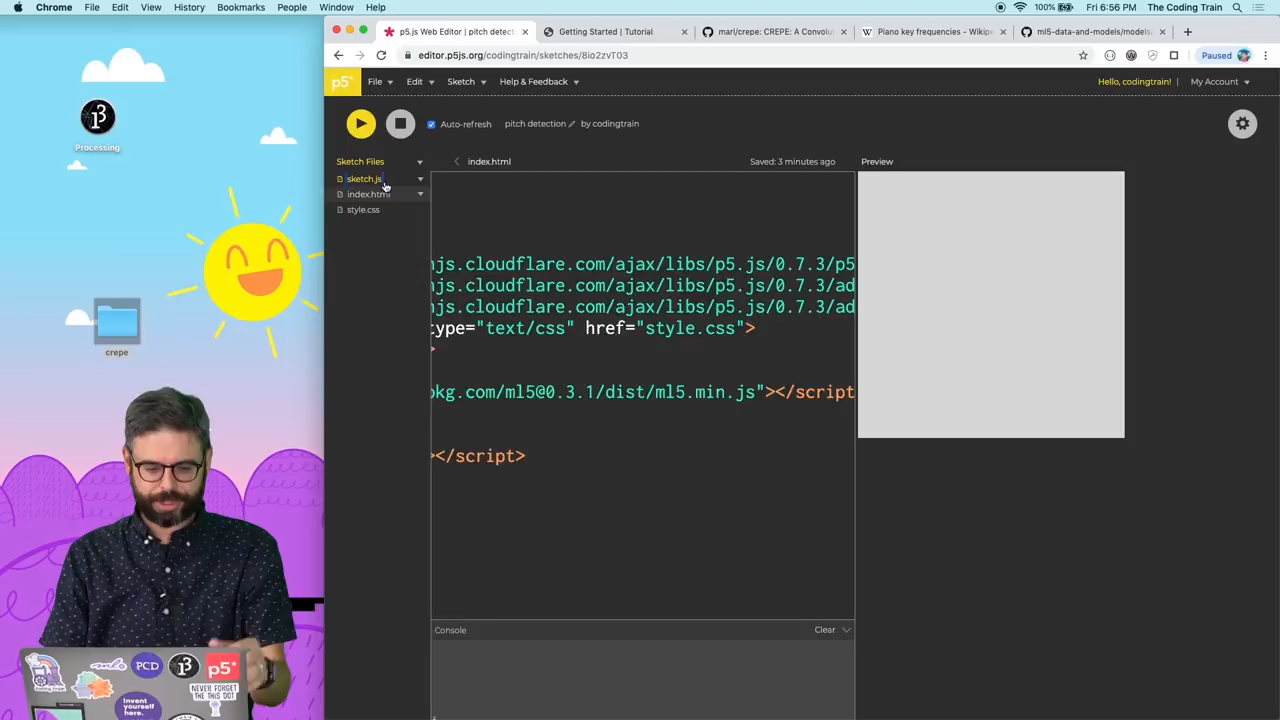 Chrome File Edit View History Bookmarks People Window Help
100% Fri 6:56 PM The Coding Train
p5.js Web Editor | pitch detect
Getting Started | Tutorial
marl/crepe: CREPE: A Convolu
Piano key frequencies - Wikipe
ml5-data-and-models/models
editor.p5js.org/codingtrain/sketches/8io2zvT03
Paused
p5*
File Edit Sketch Help & Feedback
Hello, codingtrain! | My Account
Auto-refresh pitch detection by codingtrain
Sketch Files
index.html
Saved: 3 minutes ago
Preview
sketch.js
index.html
style.css
Processing
crepe
njs.cloudflare.com/ajax/libs/p5.js/0.7.3/p5
njs.cloudflare.com/ajax/libs/p5.js/0.7.3/ad
njs.cloudflare.com/ajax/libs/p5.js/0.7.3/ad
type="text/css" href="style.css">
>
pkg.com/ml5@0.3.1/dist/ml5.min.js"></script
></script>
Console
Clear
PCD
p5*
NEVER FORGET
THE THIS DOT
Invent
yourself.